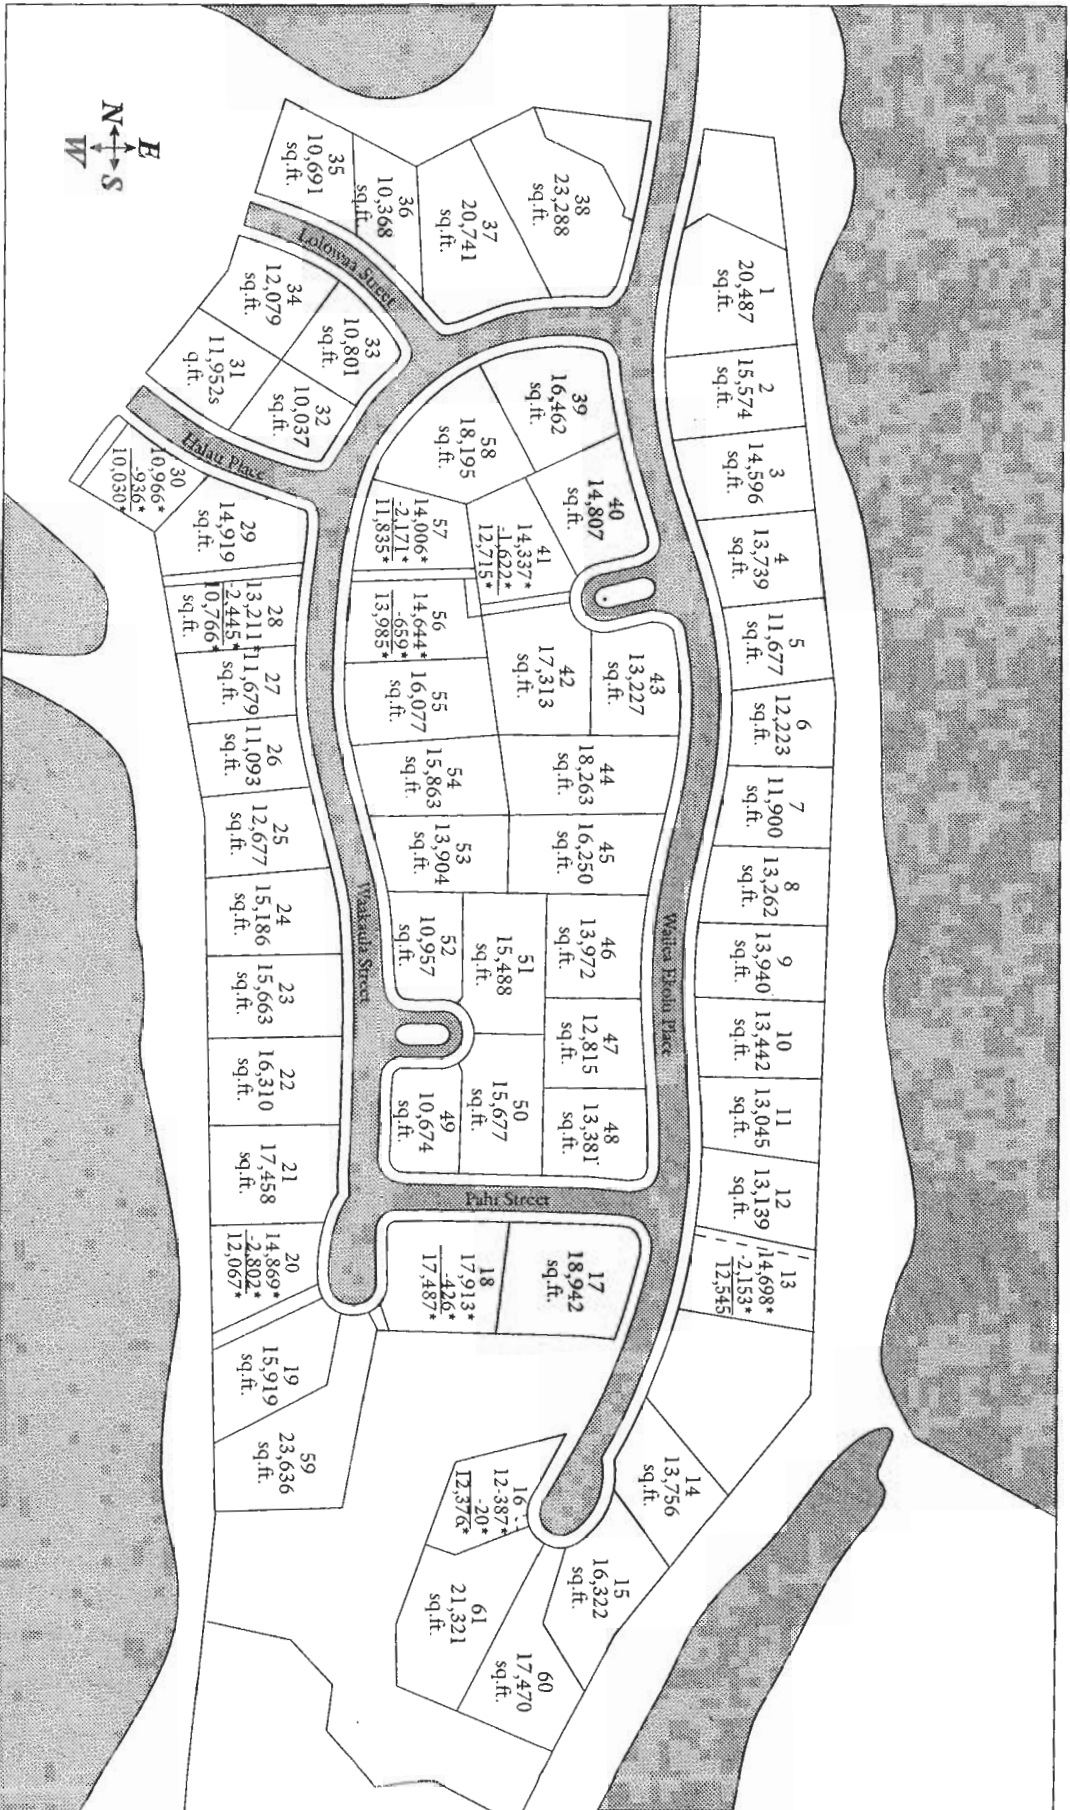 N
E
S
W
35
10,691
sq.ft.
36
10,368
sq.ft.
37
20,741
sq.ft.
38
23,288
sq.ft.
Lolowaa Street
34
12,079
sq.ft.
33
10,801
sq.ft.
31
11,952s
q.ft.
32
10,037
sq.ft.
Halau Place
30
10,966*
-936*
10,030*
29
14,919
sq.ft.
28
13,211*
-2,445*
10,766*
sq.ft.
27
11,679
sq.ft.
26
11,093
sq.ft.
25
12,677
sq.ft.
24
15,186
sq.ft.
23
15,663
sq.ft.
22
16,310
sq.ft.
21
17,458
sq.ft.
20
14,869*
-2,802*
12,067*
19
15,919
sq.ft.
59
23,636
sq.ft.
Waakaula Street
39
16,462
sq.ft.
58
18,195
sq.ft.
40
14,807
sq.ft.
57
14,006*
-2,171*
11,835*
41
14,337*
-1,622*
12,715*
56
14,644*
-659*
13,985*
42
17,313
sq.ft.
43
13,227
sq.ft.
55
16,077
sq.ft.
54
15,863
sq.ft.
44
18,263
sq.ft.
53
13,904
sq.ft.
45
16,250
sq.ft.
52
10,957
sq.ft.
51
15,488
sq.ft.
46
13,972
sq.ft.
47
12,815
sq.ft.
49
10,674
sq.ft.
50
15,677
sq.ft.
48
13,381
sq.ft.
Pahi Street
18
17,913*
-426*
17,487*
17
18,942
sq.ft.
Wailea Ekolu Place
1
20,487
sq.ft.
2
15,574
sq.ft.
3
14,596
sq.ft.
4
13,739
sq.ft.
5
11,677
sq.ft.
6
12,223
sq.ft.
7
11,900
sq.ft.
8
13,262
sq.ft.
9
13,940
sq.ft.
10
13,442
sq.ft.
11
13,045
sq.ft.
12
13,139
sq.ft.
13
14,698*
-2,153*
12,545
14
13,756
sq.ft.
15
16,322
sq.ft.
16
12-387*
-20*
12,376*
61
21,321
sq.ft.
60
17,470
sq.ft.